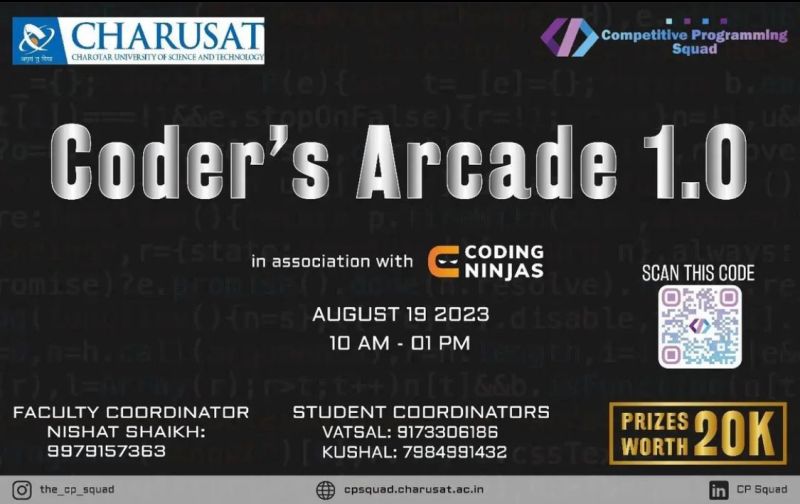 CHARUSAT
CHAROTAR UNIVERSITY OF SCIENCE AND TECHNOLOGY
Competitive Programming
Squad
Coder's Arcade 1.0
in association with CODING
NINJAS
AUGUST 19 2023
10 AM - 01 PM
SCAN THIS CODE
FACULTY COORDINATOR
NISHAT SHAIKH:
9979157363
STUDENT COORDINATORS
VATSAL: 9173306186
KUSHAL: 7984991432
PRIZES
WORTH 20K
the_cp_squad
cpsquad.charusat.ac.in
CP Squad